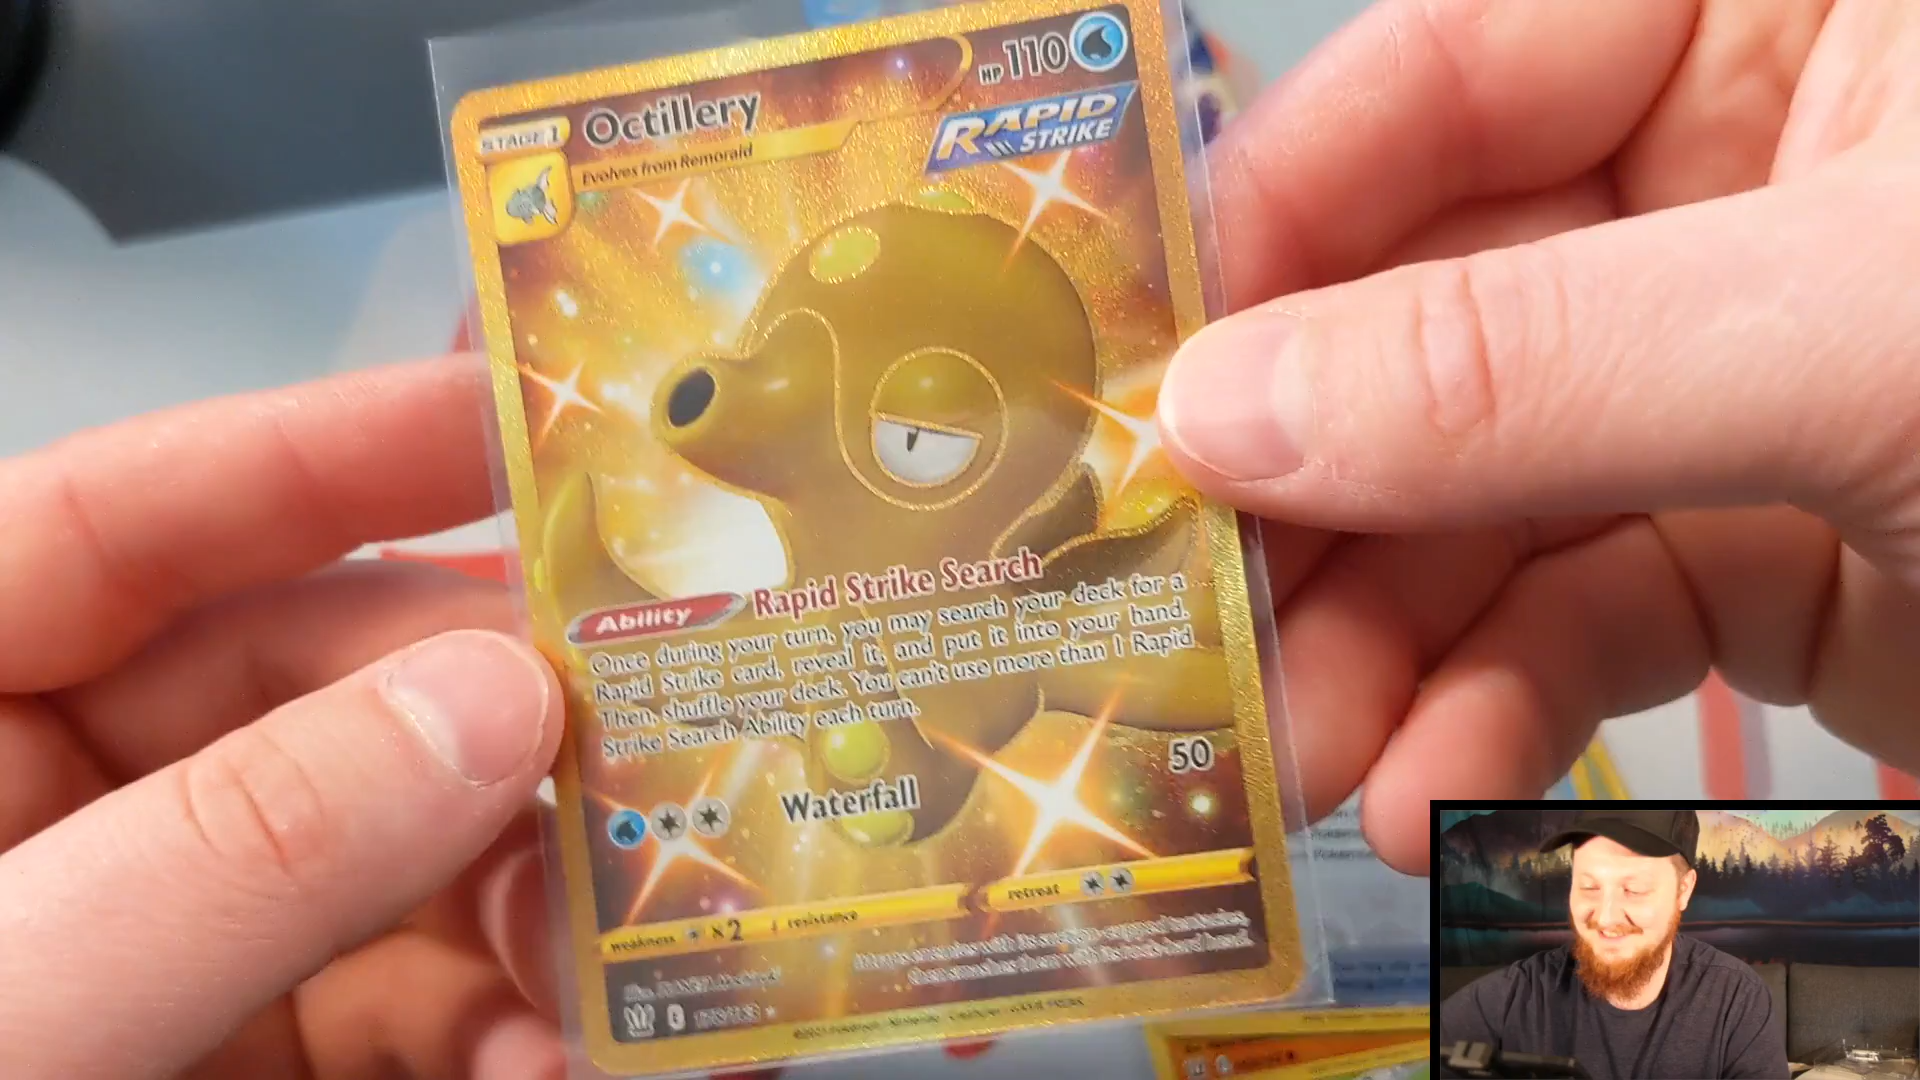 STAGE 1
Octillery
HP 110
Evolves from Remoraid
RAPID
STRIKE
Ability Rapid Strike Search
Once during your turn, you may search your deck for a
Rapid Strike card, reveal it, and put it into your hand.
Then, shuffle your deck. You can't use more than 1 Rapid
Strike Search Ability each turn.
Waterfall 50
weakness ×2 resistance retreat